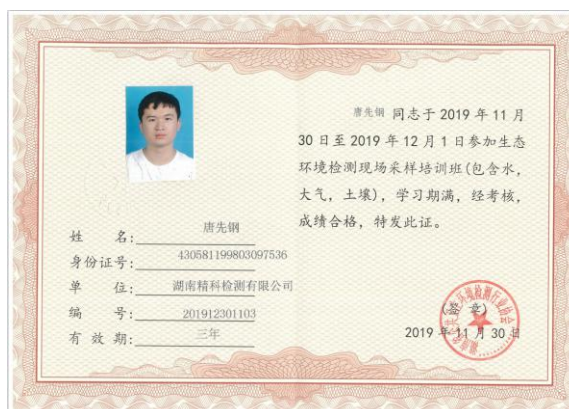 唐先钢 同志于 2019 年 11 月
30 日至 2019 年 12 月 1 日参加生态
环境检测现场采样培训班(包含水,
大气,土壤),学习期满,经考核,
成绩合格,特发此证。
姓 名: 唐先钢
身份证号: 430581199803097536
单 位: 湖南精科检测有限公司
编 号: 201912301103
有 效 期: 三年
(签 章)
2019 年 11 月 30 日